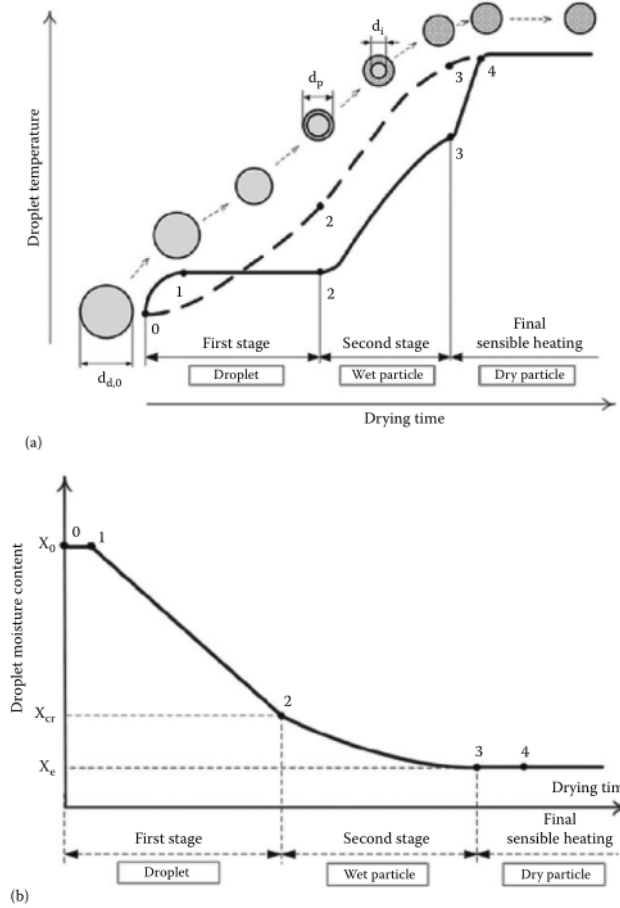 Droplet temperature
d_i
d_p
3
4
2
3
1
2
0
d_d,0
First stage
Second stage
Final
sensible heating
Droplet
Wet particle
Dry particle
Drying time
(a)
Droplet moisture content
X_0
0
1
2
X_cr
3
4
X_e
Drying tim
First stage
Second stage
Final
sensible heating
Droplet
Wet particle
Dry particle
(b)